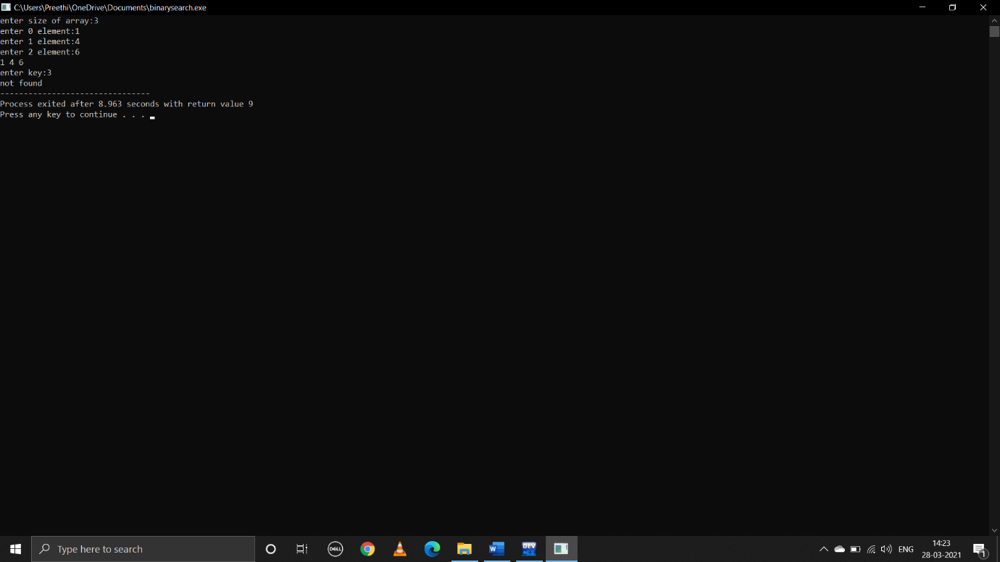 C:\Users\Preethi\OneDrive\Documents\binarysearch.exe
enter size of array:3
enter 0 element:1
enter 1 element:4
enter 2 element:6
1 4 6
enter key:3
not found
--------------------------------
Process exited after 8.963 seconds with return value 9
Press any key to continue . . .
Type here to search
DELL
W
DEV
C++
ENG
14:23
28-03-2021
1